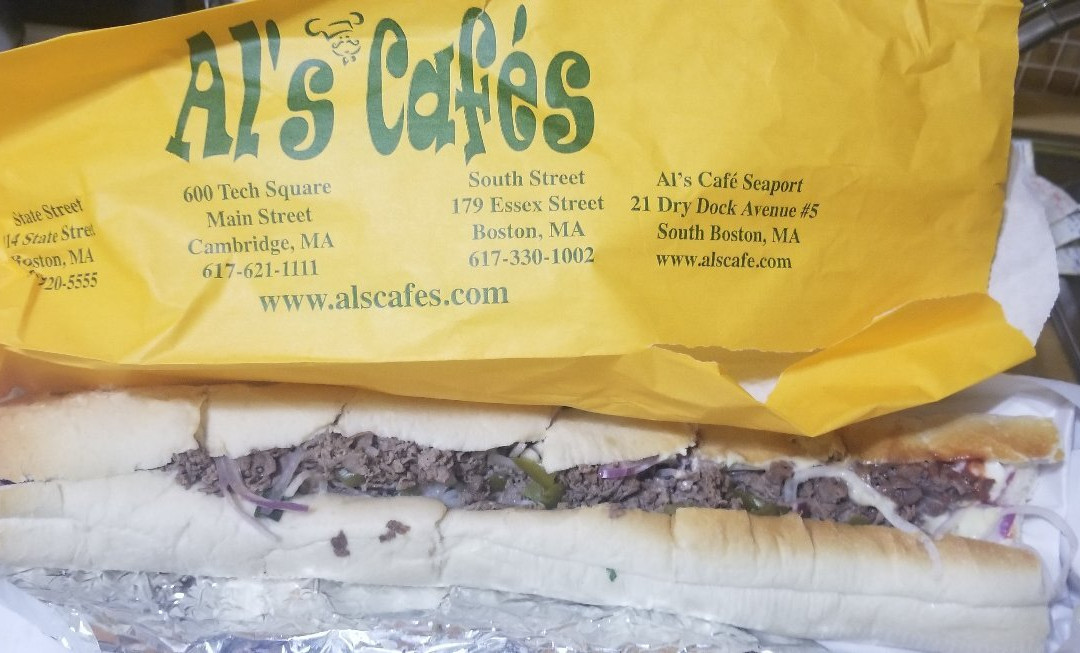 Al's Cafés
State Street
State Street
Boston, MA
20-5555
600 Tech Square
Main Street
Cambridge, MA
617-621-1111
South Street
179 Essex Street
Boston, MA
617-330-1002
Al's Café Seaport
21 Dry Dock Avenue #5
South Boston, MA
www.alscafe.com
www.alscafes.com